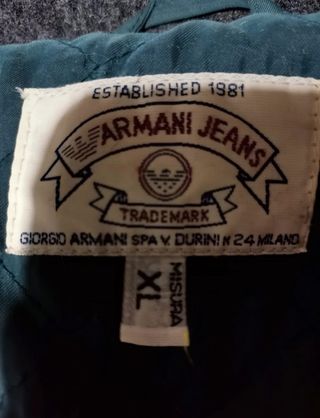 ESTABLISHED 1981
ARMANI JEANS
TRADEMARK
GIORGIO ARMANI SPA V. DURINI N 24 MILANO
MISURA
XL